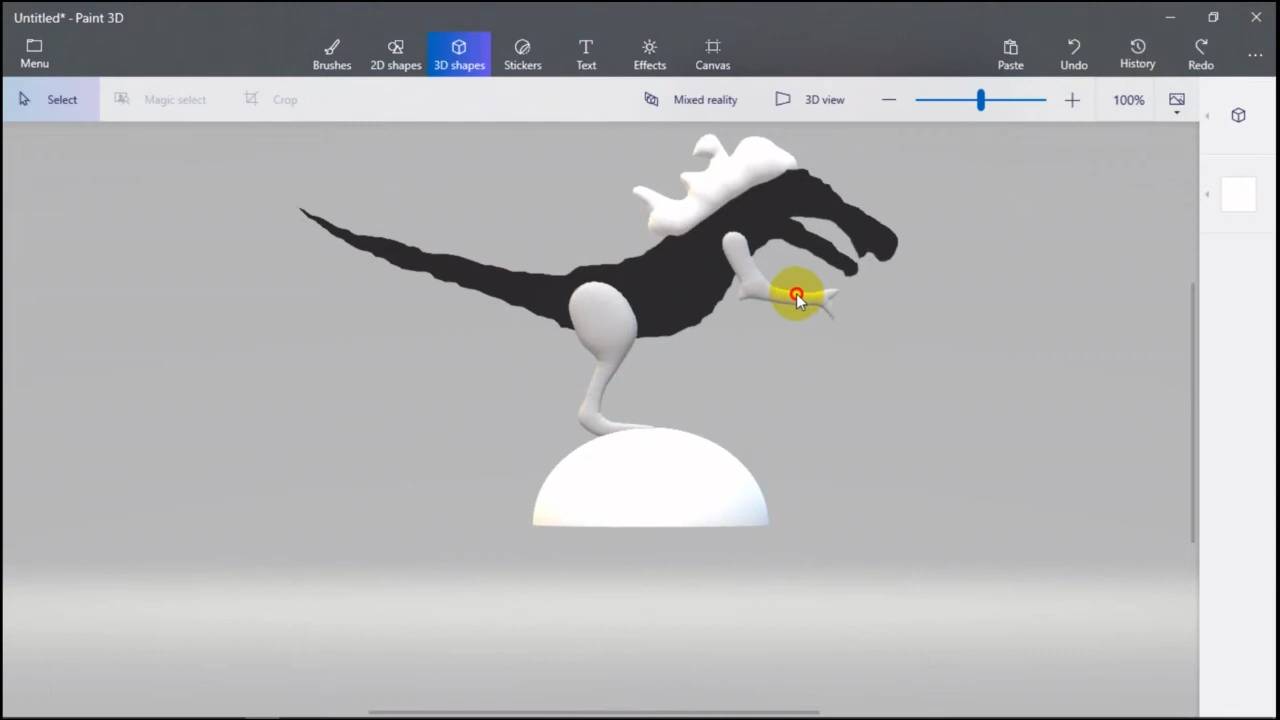 Untitled* - Paint 3D
Menu
Brushes
2D shapes
3D shapes
Stickers
Text
Effects
Canvas
Paste
Undo
History
Redo
Select
Magic select
Crop
Mixed reality
3D view
100%